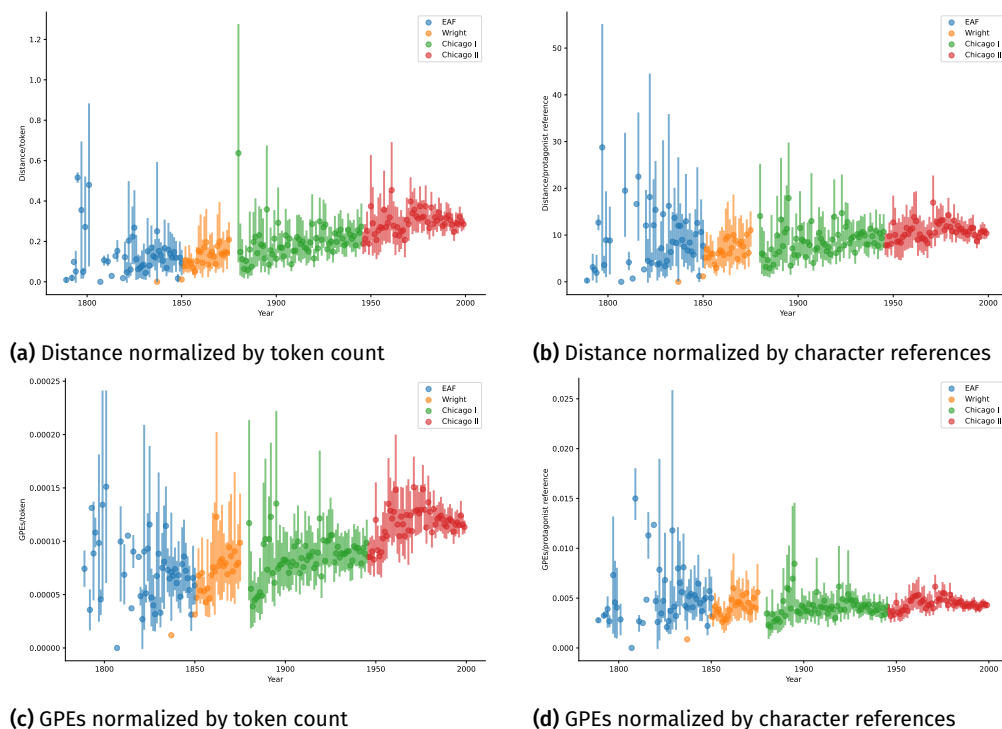 EAF
Wright
Chicago I
Chicago II
1.2
1.0
0.8
0.6
0.4
0.2
0.0
Distance/token
1800
1850
1900
1950
2000
Year
(a) Distance normalized by token count
EAF
Wright
Chicago I
Chicago II
50
40
30
20
10
0
Distance/protagonist reference
1800
1850
1900
1950
2000
Year
(b) Distance normalized by character references
EAF
Wright
Chicago I
Chicago II
0.00025
0.00020
0.00015
0.00010
0.00005
0.00000
GPEs/token
1800
1850
1900
1950
2000
Year
(c) GPEs normalized by token count
EAF
Wright
Chicago I
Chicago II
0.025
0.020
0.015
0.010
0.005
0.000
GPEs/protagonist reference
1800
1850
1900
1950
2000
Year
(d) GPEs normalized by character references